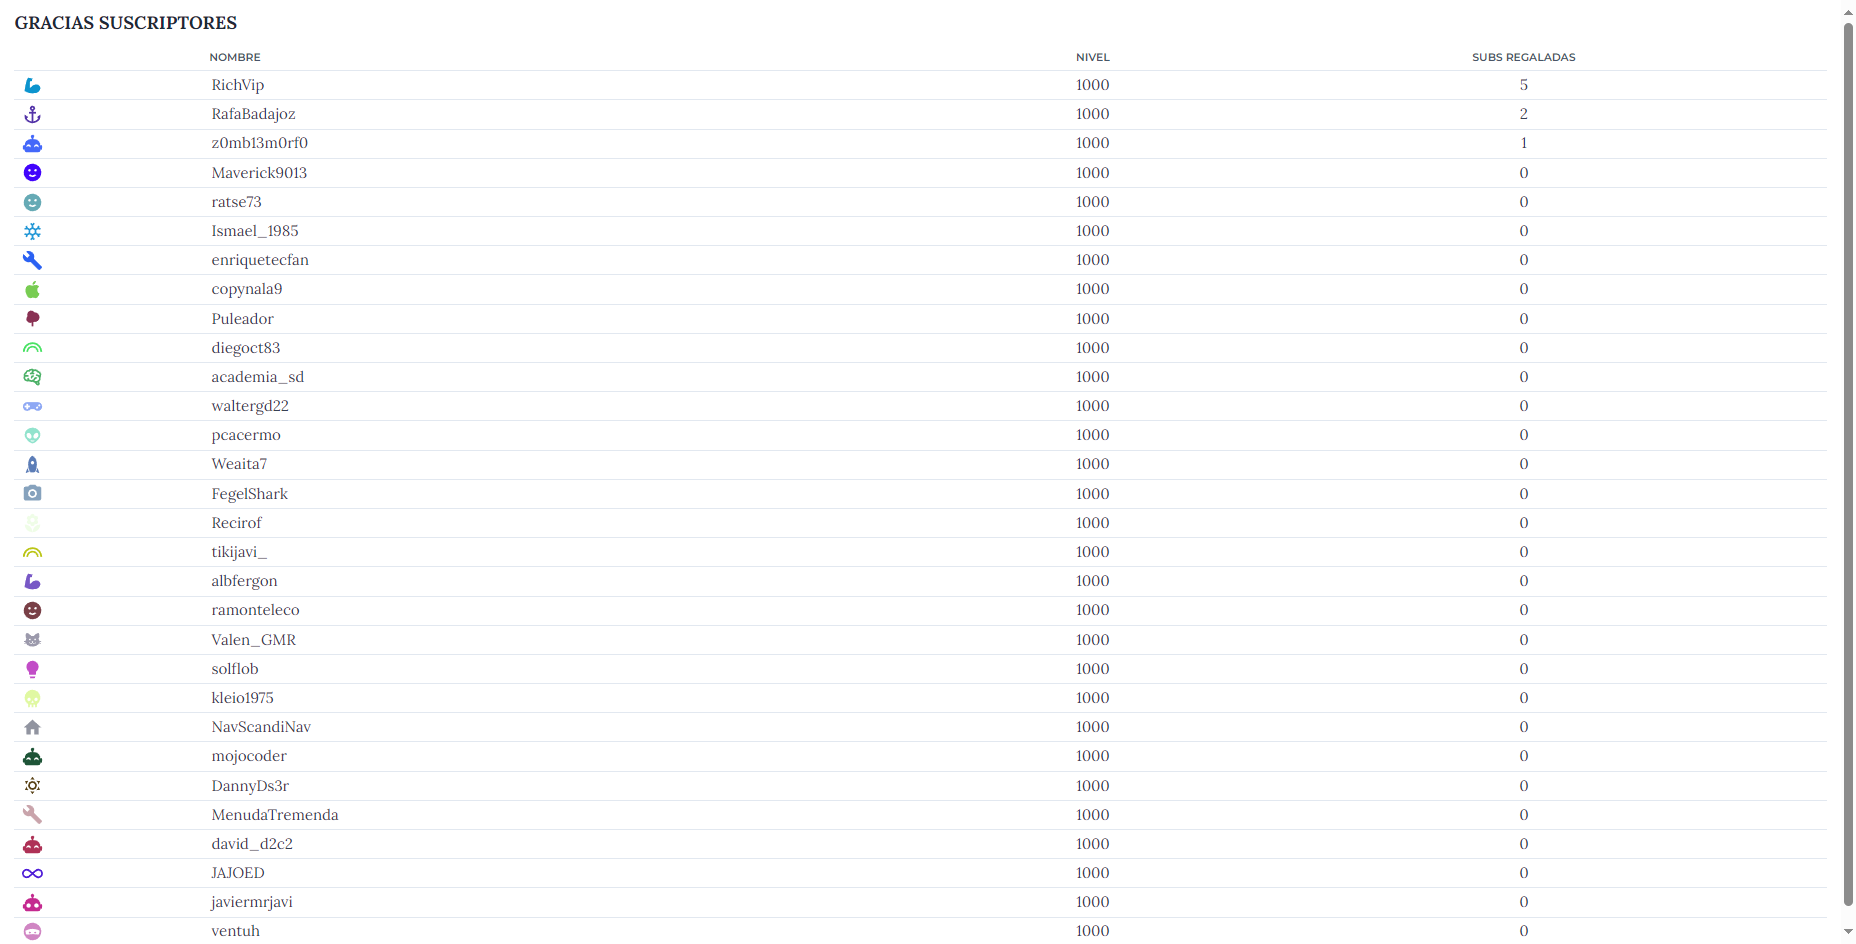 GRACIAS SUSCRIPTORES
NOMBRE NIVEL SUBS REGALADAS
RichVip 1000 5
RafaBadajoz 1000 2
z0mb13m0rf0 1000 1
Maverick9013 1000 0
ratse73 1000 0
Ismael_1985 1000 0
enriquetecfan 1000 0
copynala9 1000 0
Puleador 1000 0
diegoct83 1000 0
academia_sd 1000 0
waltergd22 1000 0
pcacermo 1000 0
Weaita7 1000 0
FegelShark 1000 0
Recirof 1000 0
tikijavi_ 1000 0
albfergon 1000 0
ramonteleco 1000 0
Valen_GMR 1000 0
solflob 1000 0
kleio1975 1000 0
NavScandiNav 1000 0
mojocoder 1000 0
DannyDs3r 1000 0
MenudaTremenda 1000 0
david_d2c2 1000 0
JAJOED 1000 0
javiermrjavi 1000 0
ventuh 1000 0